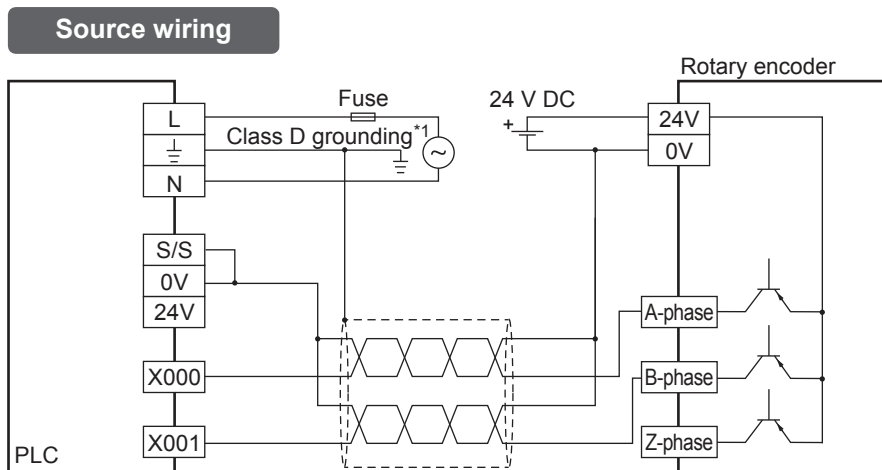 Source wiring
Rotary encoder
Fuse
24 V DC
L
24V
+
Class D grounding*1
~
0V
N
S/S
0V
24V
A-phase
X000
B-phase
X001
Z-phase
PLC